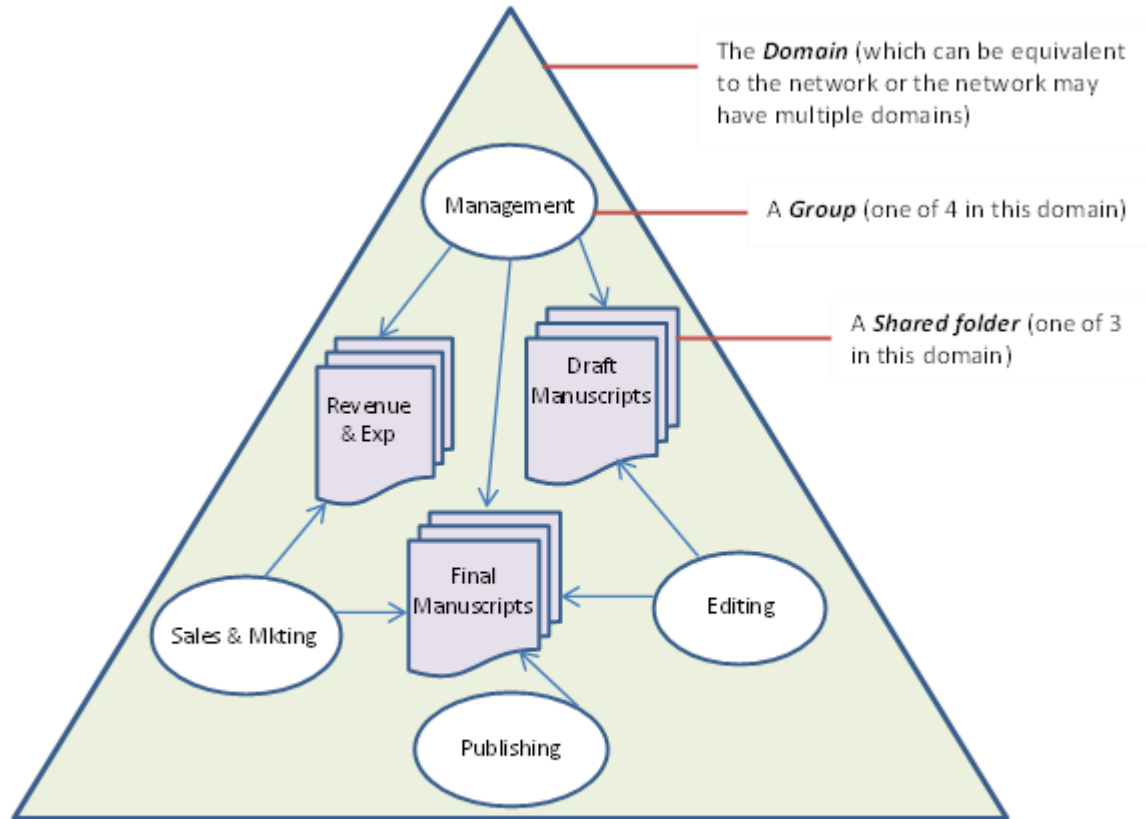 The Domain (which can be equivalent
to the network or the network may
have multiple domains)
Management
A Group (one of 4 in this domain)
A Shared folder (one of 3
in this domain)
Draft
Manuscripts
Revenue
& Exp
Final
Manuscripts
Editing
Sales & Mkting
Publishing